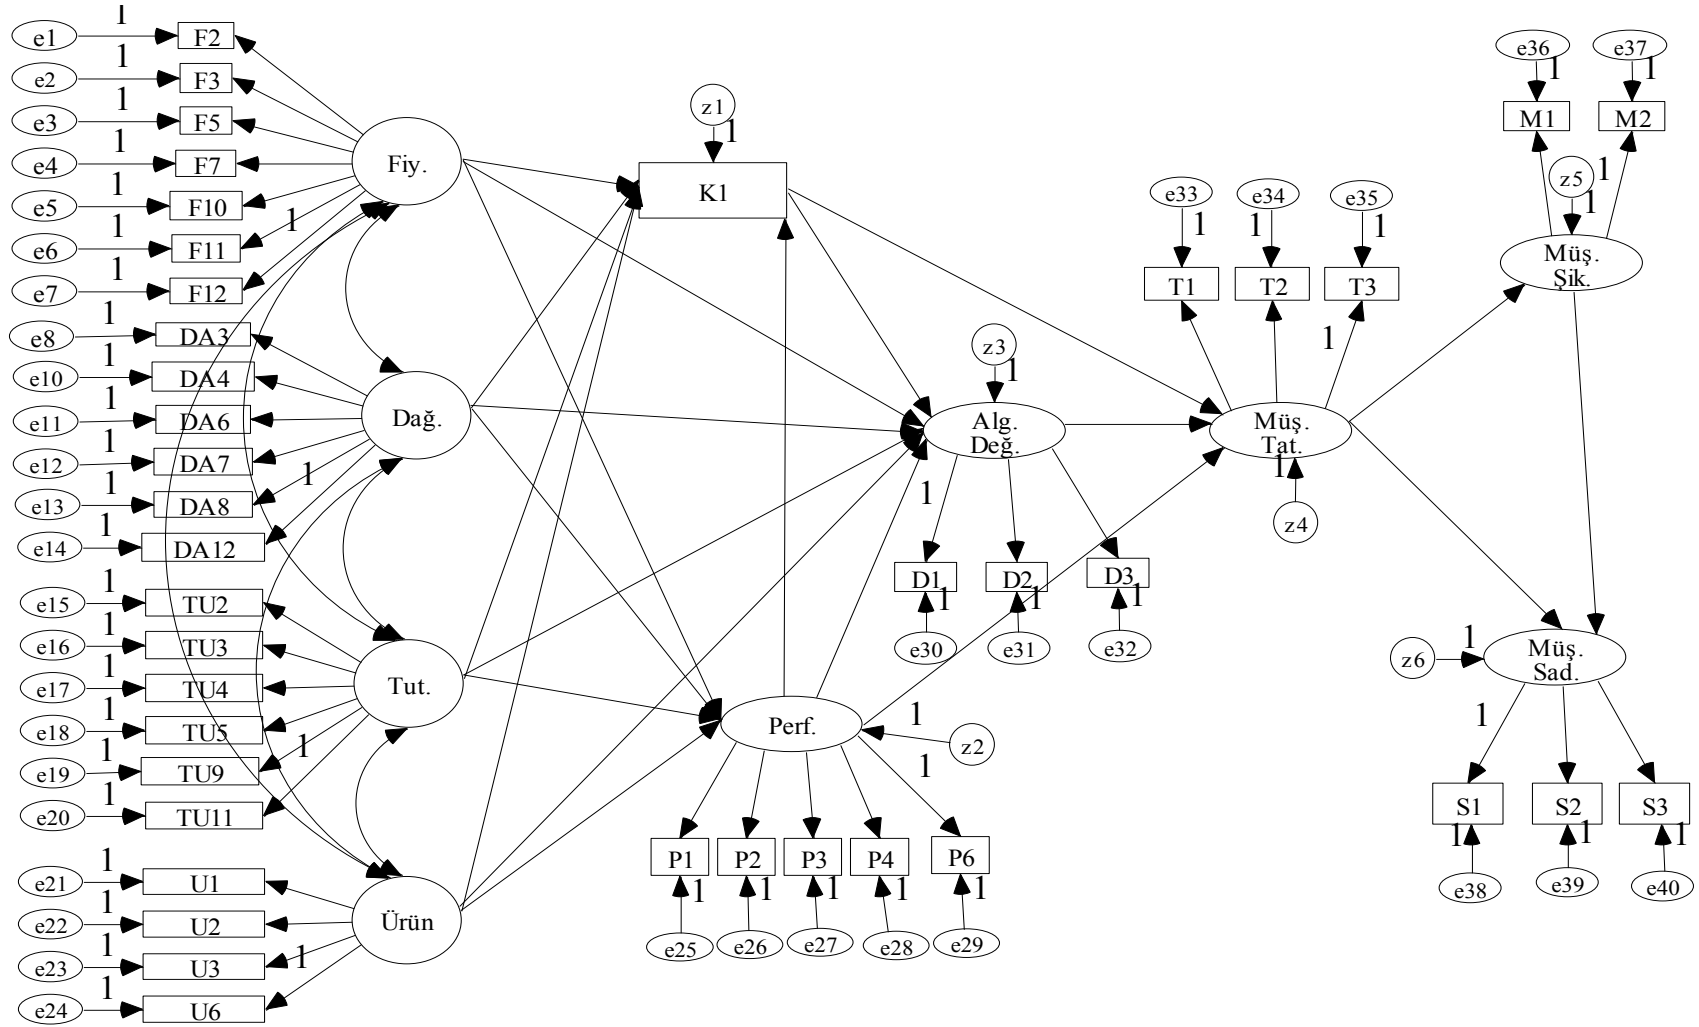 1
e1
F2
1
e2
F3
1
e3
F5
1
e4
F7
1
e5
F10
1
e6
F11
1
1
e7
F12
Fiy.
1
e8
DA3
1
e10
DA4
1
e11
DA6
1
e12
DA7
1
e13
DA8
1
1
e14
DA12
Dağ.
1
e15
TU2
1
e16
TU3
1
e17
TU4
1
e18
TU5
1
e19
TU9
1
1
e20
TU11
Tut.
1
e21
U1
1
e22
U2
1
e23
U3
1
1
e24
U6
Ürün
z1
1
K1
z3
1
Alg.
Değ.
1
D1
D2
D3
1
1
1
e30
e31
e32
Perf.
1
z2
1
P1
P2
P3
P4
P6
1
1
1
1
1
e25
e26
e27
e28
e29
e33
e34
e35
1
1
1
T1
T2
T3
1
Müş.
Tat.
1
z4
e36
e37
1
1
M1
M2
1
z5
1
Müş.
Şik.
z6
1
Müş.
Sad.
1
S1
S2
S3
1
1
1
e38
e39
e40